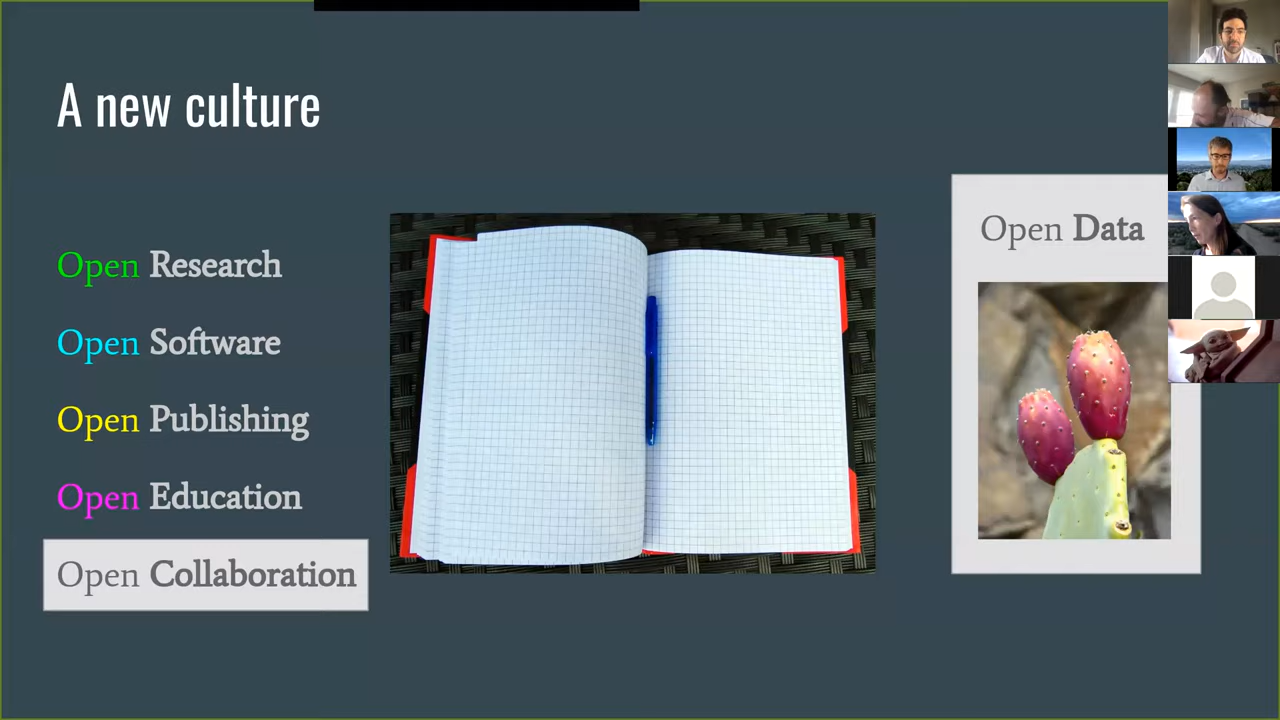 A new culture
Open Research
Open Software
Open Publishing
Open Education
Open Collaboration
Open Data